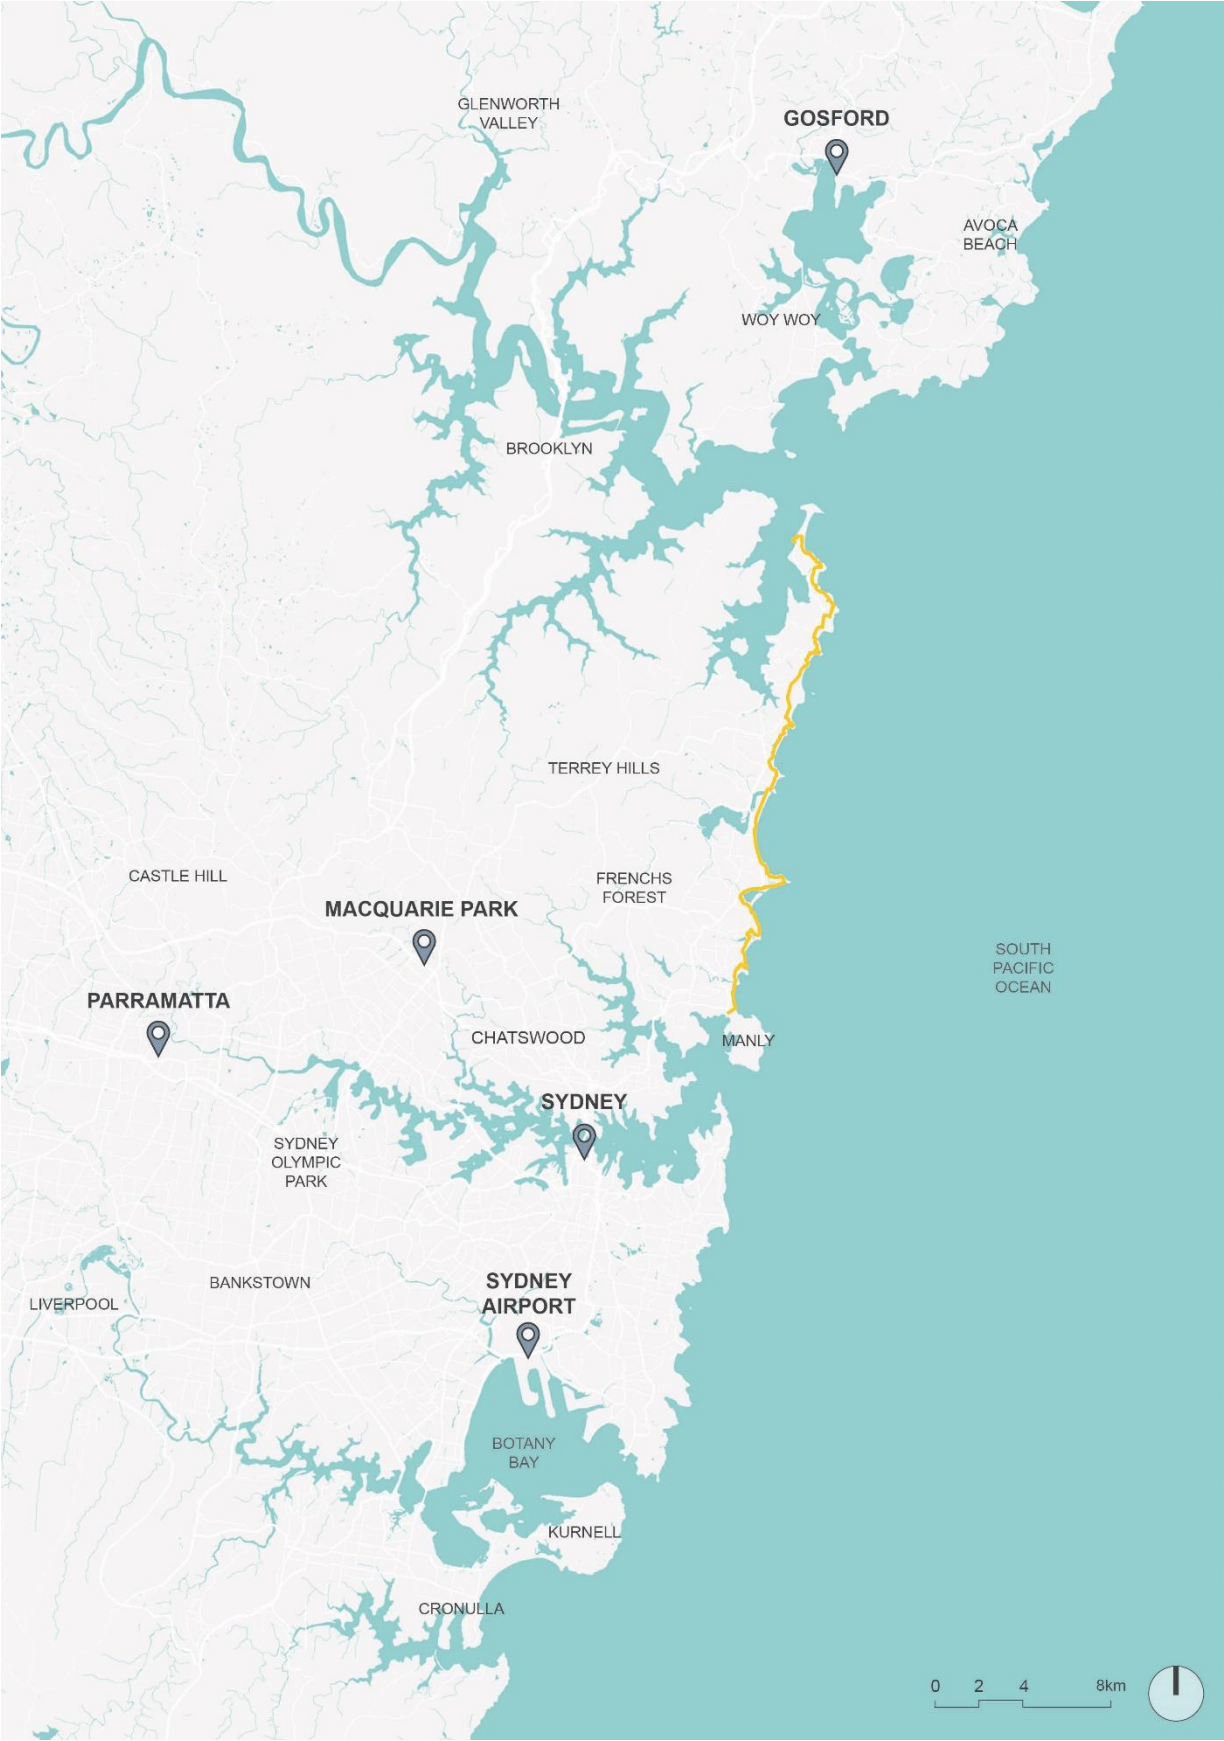 GLENWORTH
VALLEY
GOSFORD
AVOCA
BEACH
WOY WOY
BROOKLYN
TERREY HILLS
CASTLE HILL
FRENCHS
FOREST
MACQUARIE PARK
SOUTH
PACIFIC
OCEAN
PARRAMATTA
CHATSWOOD
MANLY
SYDNEY
SYDNEY
OLYMPIC
PARK
BANKSTOWN
SYDNEY
AIRPORT
LIVERPOOL
BOTANY
BAY
KURNELL
CRONULLA
0 2 4 8km